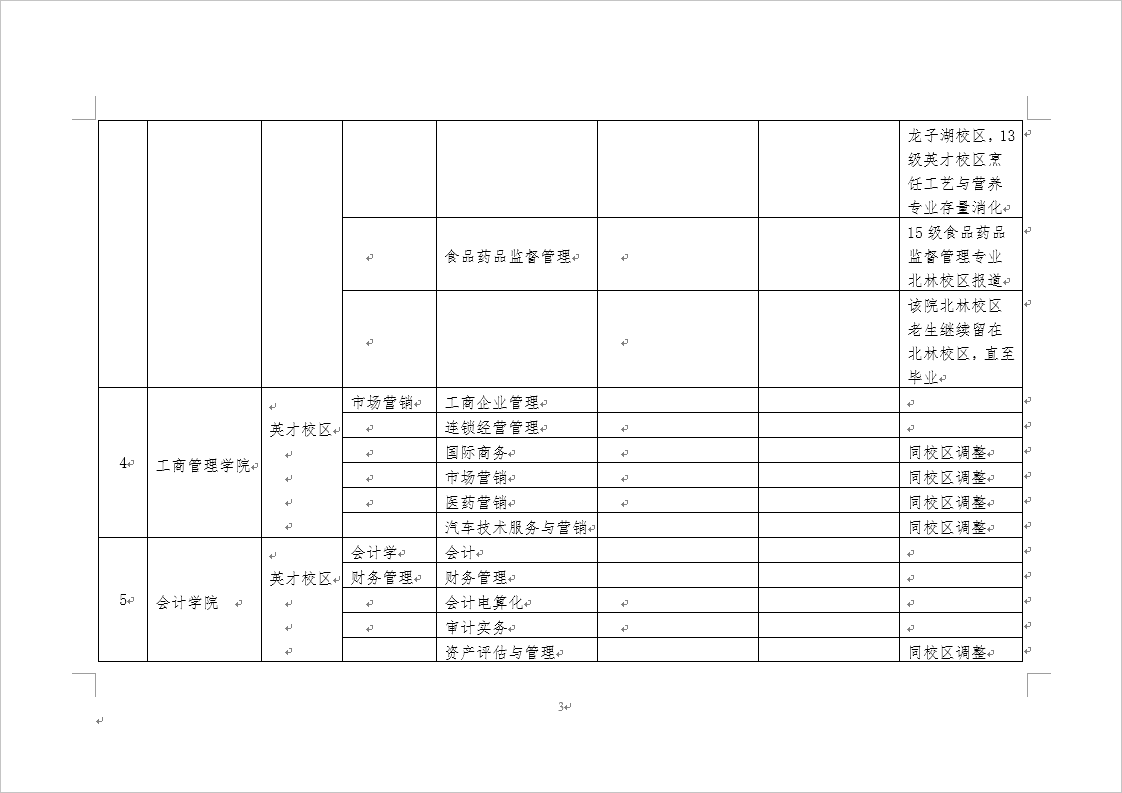 龙子湖校区，13
级英才校区烹
饪工艺与营养
专业存量消化
食品药品监督管理
15 级食品药品
监督管理专业
北林校区报道
该院北林校区
老生继续留在
北林校区，直至
毕业
4
工商管理学院
英才校区
市场营销 工商企业管理
连锁经营管理
国际商务 同校区调整
市场营销 同校区调整
医药营销 同校区调整
汽车技术服务与营销 同校区调整
5
会计学院
英才校区
会计学 会计
财务管理 财务管理
会计电算化
审计实务
资产评估与管理 同校区调整
3